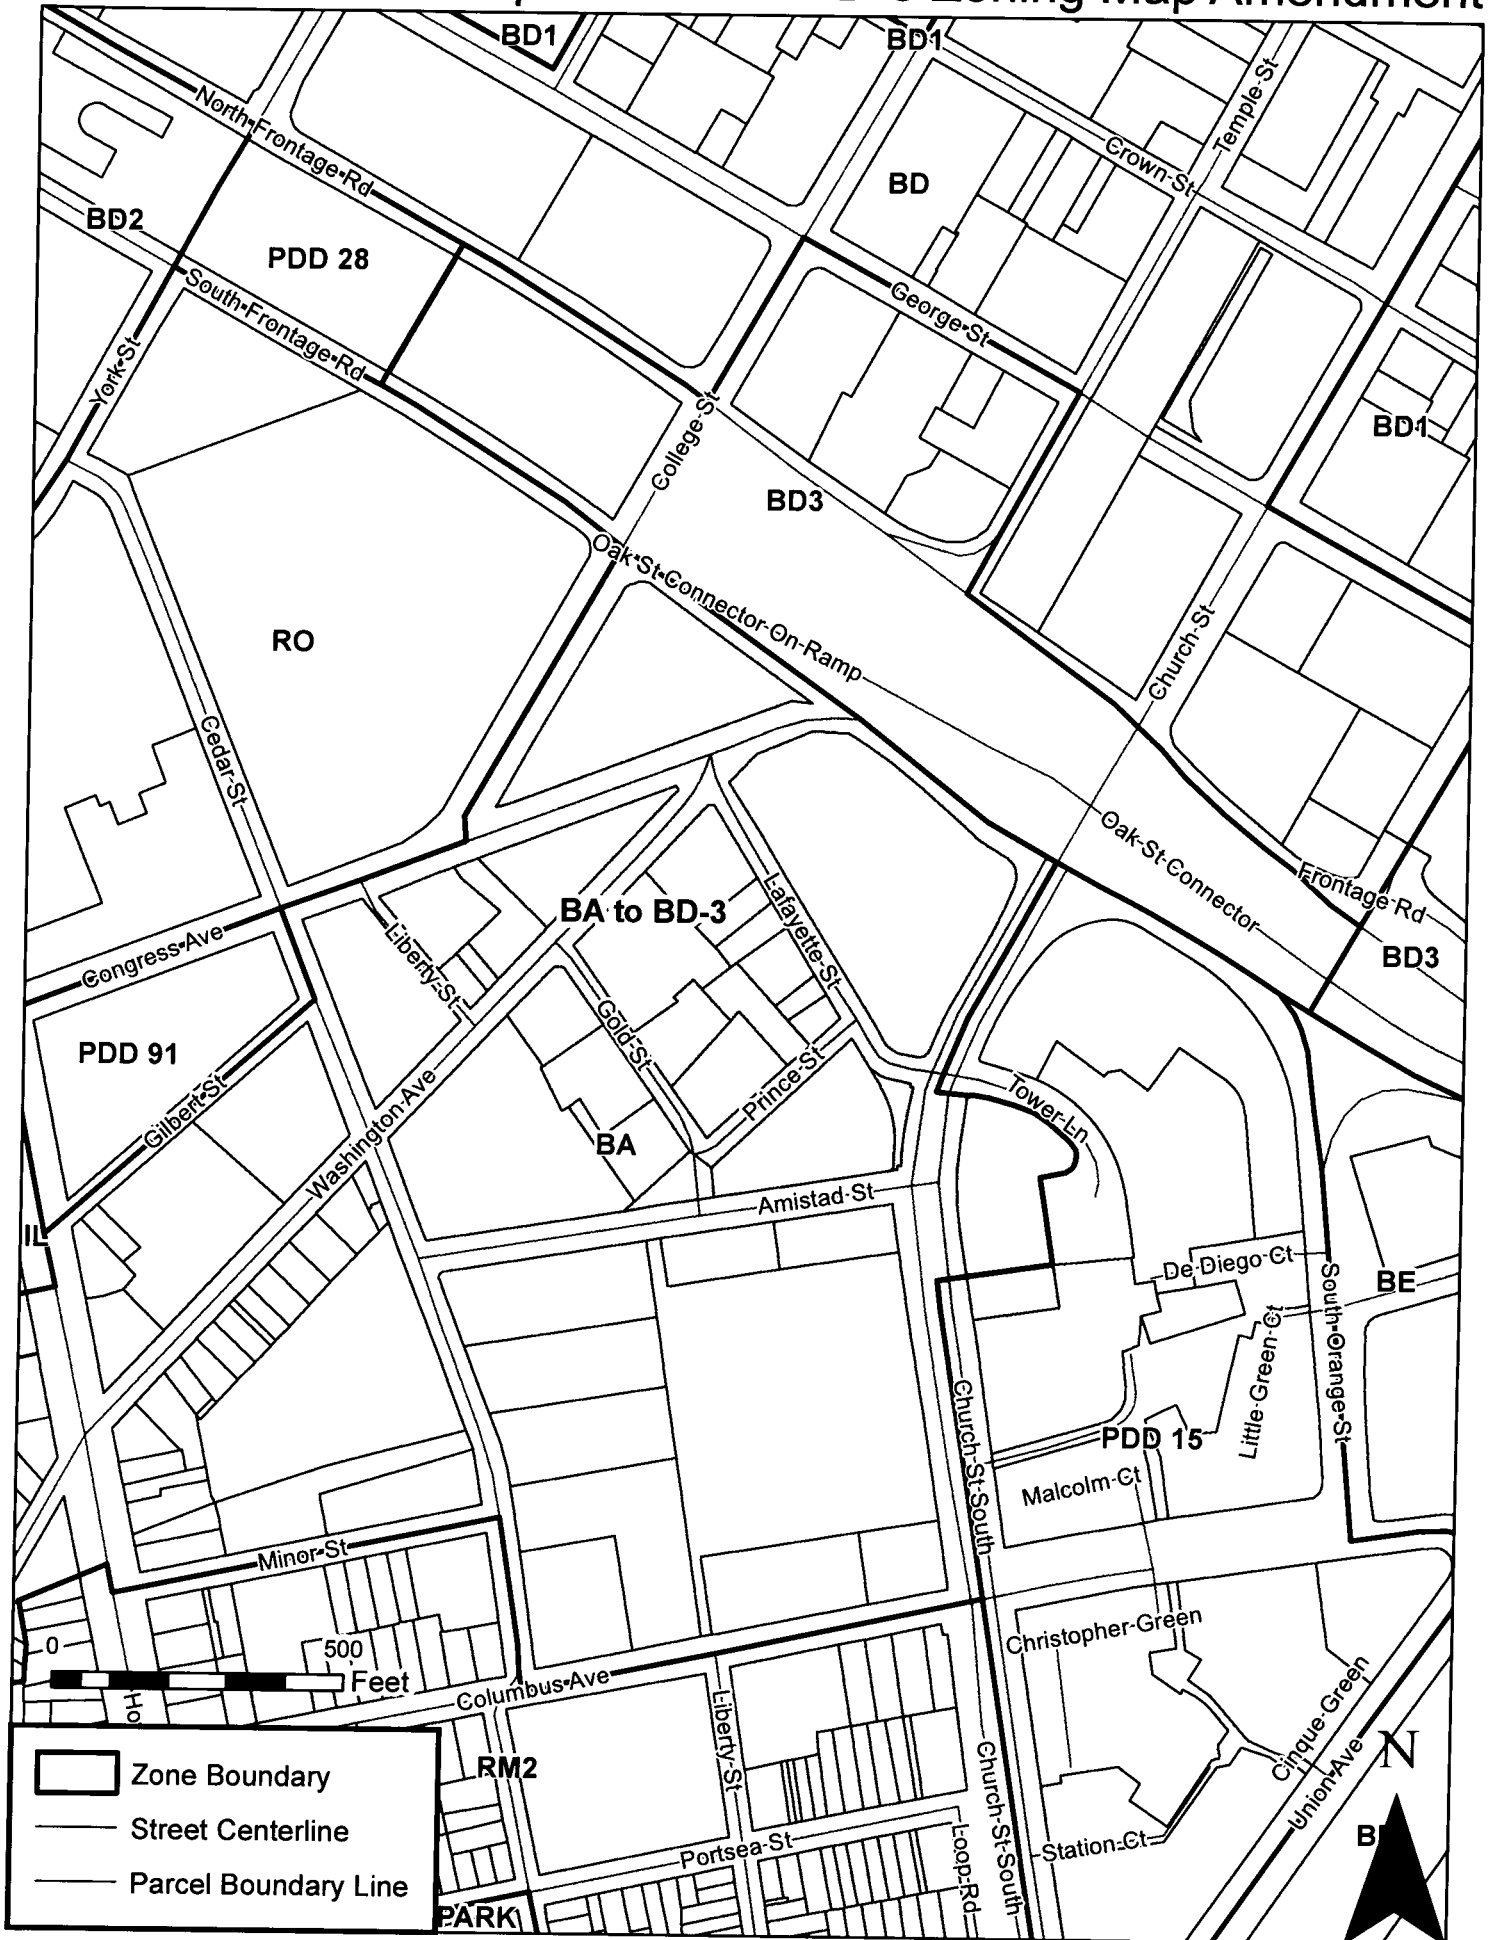 Zoning Map Amendment
BD1
BD1
North Frontage Rd
Temple St
Crown St
BD
BD2
PDD 28
South Frontage Rd
George St
York St
College St
BD1
BD3
Oak St Connector On Ramp
RO
Church St
Cedar St
Oak St Connector
Frontage Rd
BA to BD-3
Lafayette St
Liberty St
Congress Ave
BD3
Gold St
PDD 91
Prince St
Tower Ln
Gilbert St
Washington Ave
BA
Amistad St
IL
De Diego Ct
BE
South Orange St
Little Green Ct
Church St South
PDD 15
Malcolm Ct
Minor St
Christopher Green
0 500
Feet
Columbus Ave
Cinque Green
Union Ave
Ho
Liberty St
N
RM2
Church St South
Portsea St
Loop Rd
Station Ct
PARK
Zone Boundary
Street Centerline
Parcel Boundary Line